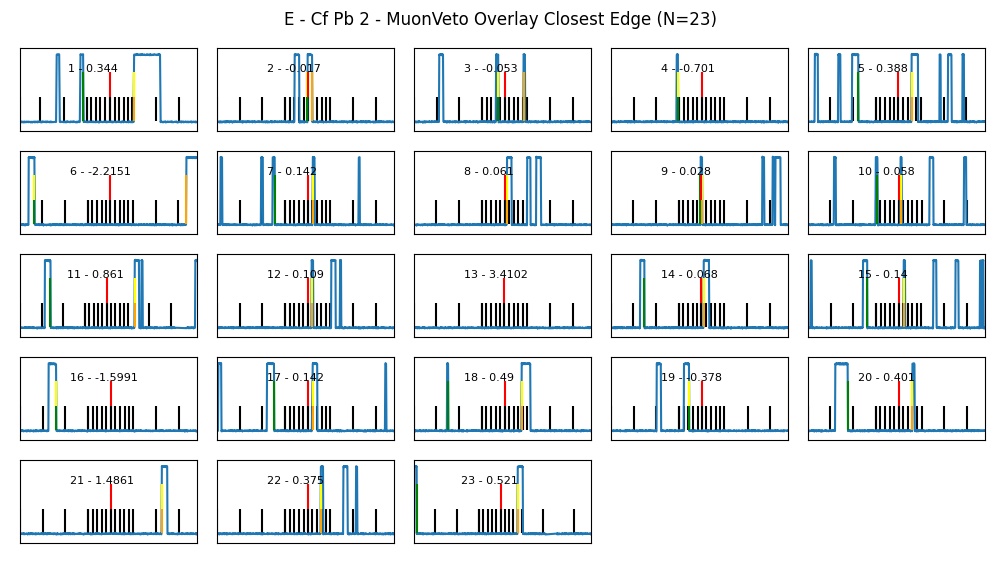 E - Cf Pb 2 - MuonVeto Overlay Closest Edge (N=23)
1 - 0.344
2 - -0.017
3 - -0.053
4 - -0.701
5 - 0.388
6 - -2.2151
7 - 0.142
8 - 0.061
9 - 0.028
10 - 0.058
11 - 0.861
12 - 0.109
13 - 3.4102
14 - 0.068
15 - 0.14
16 - -1.5991
17 - 0.142
18 - 0.49
19 - -0.378
20 - 0.401
21 - 1.4861
22 - 0.375
23 - 0.521